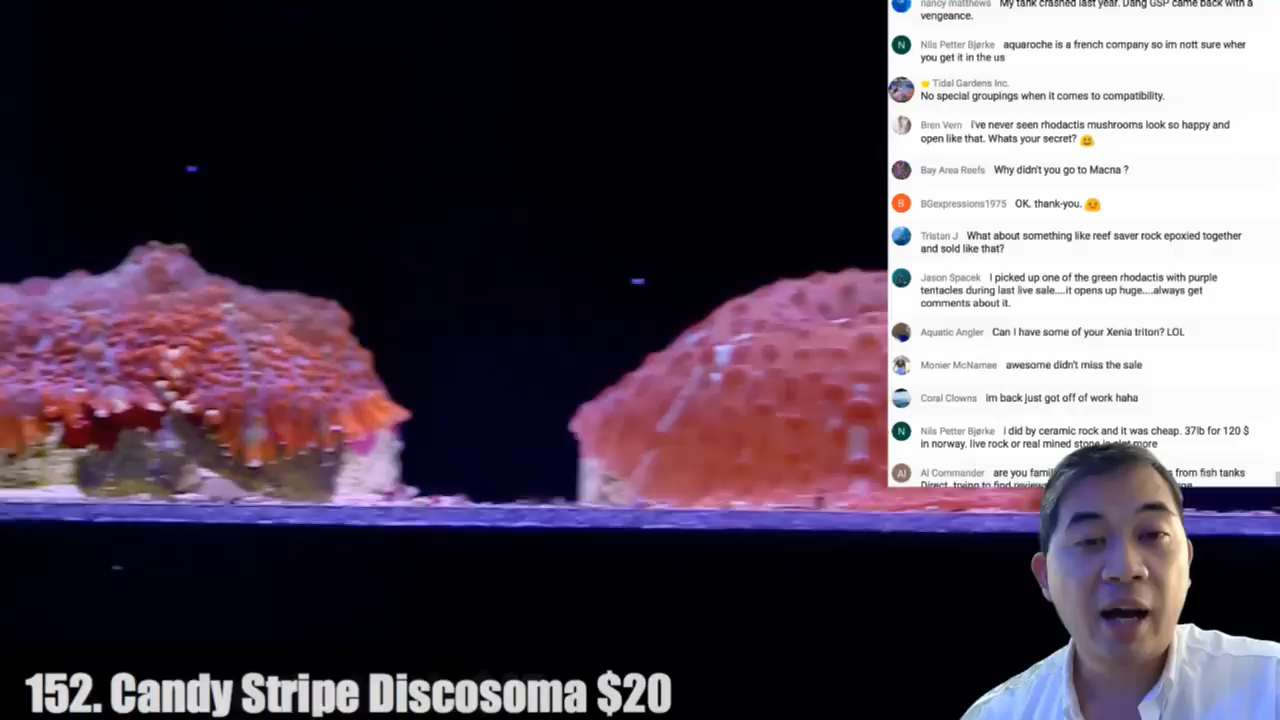 nancy matthews My tank crashed last year. Dang GSP came back with a
vengeance.
N Nils Petter Bjørke aquaroche is a french company so im nott sure wher
you get it in the us
Tidal Gardens Inc.
No special groupings when it comes to compatibility.
Bren Vern i've never seen rhodactis mushrooms look so happy and
open like that. Whats your secret?
Bay Area Reefs Why didn't you go to Macna ?
B BGexpressions1975 OK. thank-you.
Tristan J What about something like reef saver rock epoxied together
and sold like that?
Jason Spacek I picked up one of the green rhodactis with purple
tentacles during last live sale....it opens up huge....always get
comments about it.
Aquatic Angler Can I have some of your Xenia triton? LOL
Monier McNamee awesome didn't miss the sale
Coral Clowns im back just got off of work haha
N Nils Petter Bjørke i did by ceramic rock and it was cheap. 37lb for 120 $
in norway. live rock or real mined stone is alot more
Al Al Commander are you from fish tanks
Direct. trying to find
152. Candy Stripe Discosoma $20